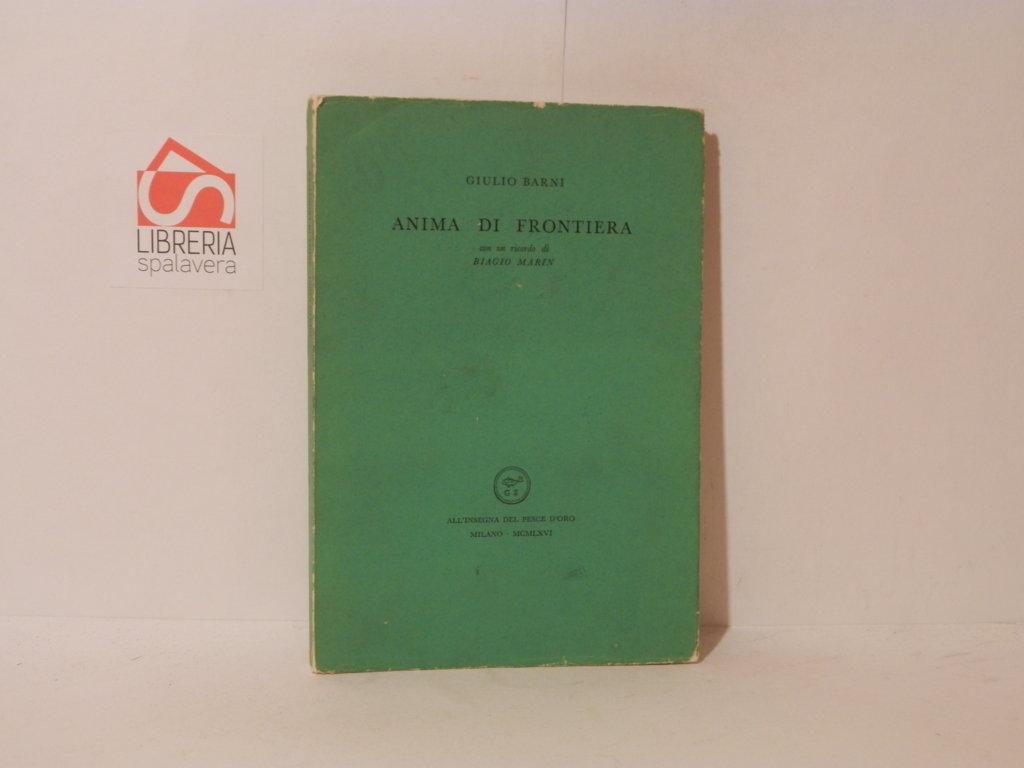 LIBRERIA
spalavera
GIULIO BARNI
ANIMA DI FRONTIERA
con un ricordo di
BIAGIO MARIN
G S
ALL'INSEGNA DEL PESCE D'ORO
MILANO - MCMLXVI